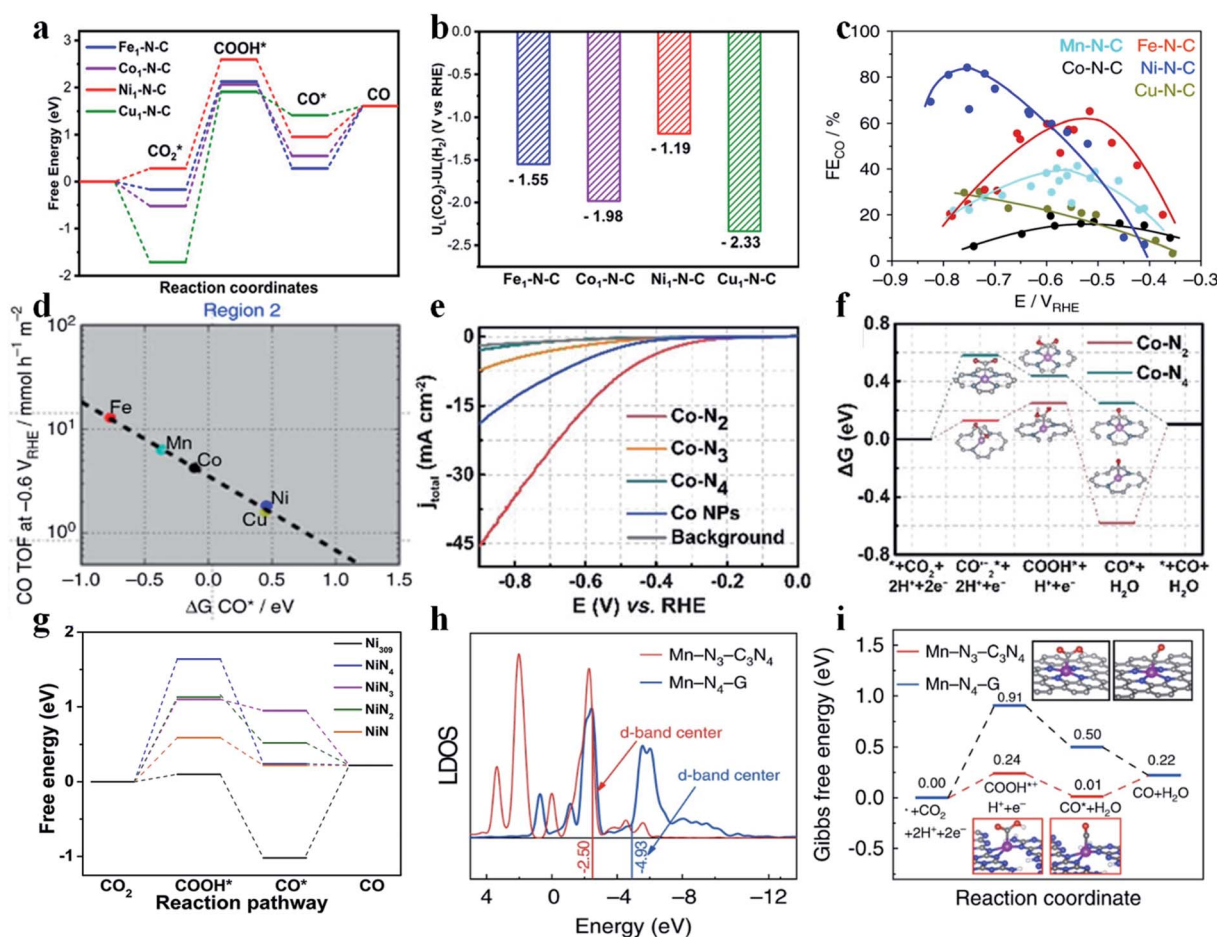 a
Fe1-N-C
Co1-N-C
Ni1-N-C
Cu1-N-C
COOH*
CO2*
CO*
CO
Free Energy (eV)
3
2
1
0
-1
-2
Reaction coordinates
b
UL(CO2)-UL(H2) (V vs RHE)
0.0
-0.5
-1.0
-1.5
-2.0
-2.5
- 1.55
- 1.98
- 1.19
- 2.33
Fe1-N-C Co1-N-C Ni1-N-C Cu1-N-C
c
Mn-N-C Fe-N-C
Co-N-C Ni-N-C
Cu-N-C
FECO / %
100
80
60
40
20
0
−0.9 −0.8 −0.7 −0.6 −0.5 −0.4 −0.3
E / VRHE
d
Region 2
CO TOF at −0.6 VRHE / mmol h−1 m−2
10^2
10^1
10^0
Fe
Mn
Co
Ni
Cu
−1.0 −0.5 0.0 0.5 1.0 1.5
ΔG CO* / eV
e
jtotal (mA cm-2)
0
-15
-30
-45
Co-N2
Co-N3
Co-N4
Co NPs
Background
-0.8 -0.6 -0.4 -0.2 0.0
E (V) vs. RHE
f
ΔG (eV)
0.8
0.4
0.0
-0.4
-0.8
Co-N2
Co-N4
*+CO2+ 2H++2e-
CO•−2*+ 2H++e-
COOH*+ H++e-
CO*+ H2O
*+CO+ H2O
g
Free energy (eV)
2
1
0
-1
Ni309
NiN4
NiN3
NiN2
NiN
CO2 COOH* CO* CO
Reaction pathway
h
LDOS
Mn–N3–C3N4
Mn–N4–G
d-band center
d-band center
-2.50
-4.93
4 0 −4 −8 −12
Energy (eV)
i
Gibbs free energy (eV)
1.5
1.0
0.5
0.0
−0.5
Mn–N3–C3N4
Mn–N4–G
0.91
0.50
0.24
0.22
0.00
0.01
*+CO2
+2H++2e−
COOH*+
H++e−
CO*+H2O
CO+H2O
Reaction coordinate